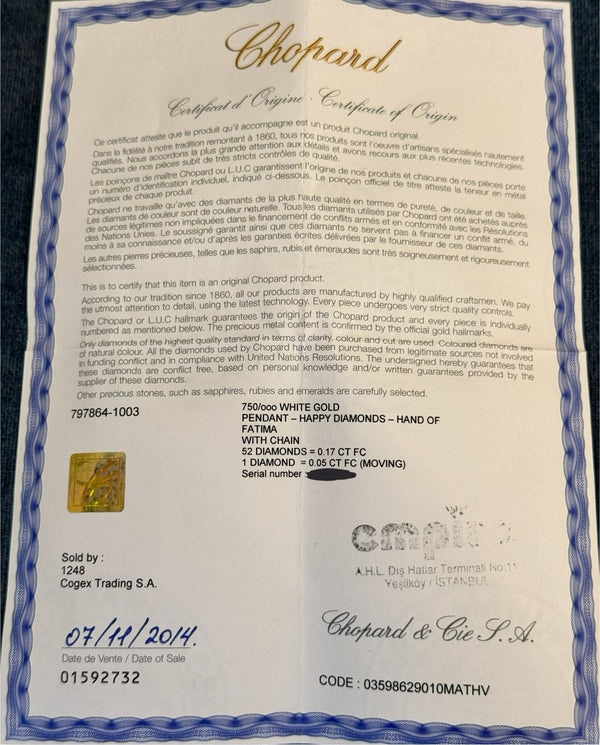 Chopard
Certificat d'Origine - Certificate of Origin
Ce certificat atteste que le produit qu'il accompagne est un produit Chopard original.
Dans la fidélité à notre tradition remontant à 1860, tous nos produits sont l'oeuvre d'artisans spécialisés hautement
qualifiés. Nous accordons la plus grande attention aux détails et avons recours aux plus récentes technologies.
Chacune de nos pièces subit de très stricts contrôles de qualité.
Les poinçons de maître Chopard ou L.U.C garantissent l'origine de nos produits et chacune de nos pièces porte
un numéro d'identification individuel, indiqué ci-dessous. Le poinçon officiel de titre atteste la teneur en métal
précieux de chaque produit.
Chopard ne travaille qu'avec des diamants de la plus haute qualité en termes de pureté, de couleur et de taille.
Les diamants de couleur sont de couleur naturelle. Tous les diamants utilisés par Chopard ont été achetés auprès
de sources légitimes non impliquées dans le financement de conflits armés et en conformité avec les Résolutions
des Nations Unies. Le soussigné garantit ainsi que ces diamants ne servent pas à financer un conflit armé, du
moins à sa connaissance et/ou d'après les garanties écrites délivrées par le fournisseur de ces diamants.
Les autres pierres précieuses, telles que les saphirs, rubis et émeraudes sont très soigneusement et rigoureusement
sélectionnées.
This is to certify that this item is an original Chopard product.
According to our tradition since 1860, all our products are manufactured by highly qualified craftsmen. We pay
the utmost attention to detail, using the latest technology. Every piece undergoes very strict quality controls.
The Chopard or L.U.C hallmark guarantees the origin of the Chopard product and every piece is individually
numbered as mentioned below. The precious metal content is confirmed by the official gold hallmarks.
Only diamonds of the highest quality standard in terms of clarity, colour and cut are used. Coloured diamonds are
of natural colour. All the diamonds used by Chopard have been purchased from legitimate sources not involved
in funding conflict and in compliance with United Nations Resolutions. The undersigned hereby guarantees that
these diamonds are conflict free, based on personal knowledge and/or written guarantees provided by the
supplier of these diamonds.
Other precious stones, such as sapphires, rubies and emeralds are carefully selected.
797864-1003
750/ooo WHITE GOLD
PENDANT – HAPPY DIAMONDS – HAND OF
FATIMA
WITH CHAIN
52 DIAMONDS = 0.17 CT FC
1 DIAMOND = 0.05 CT FC (MOVING)
Serial number :
Sold by :
1248
Cogex Trading S.A.
A.H.L. Dış Hatlar Terminali No.11
Yeşilköy / İSTANBUL
07/11/2014.
Date de Vente / Date of Sale
01592732
Chopard & Cie S.A.
CODE : 03598629010MATHV